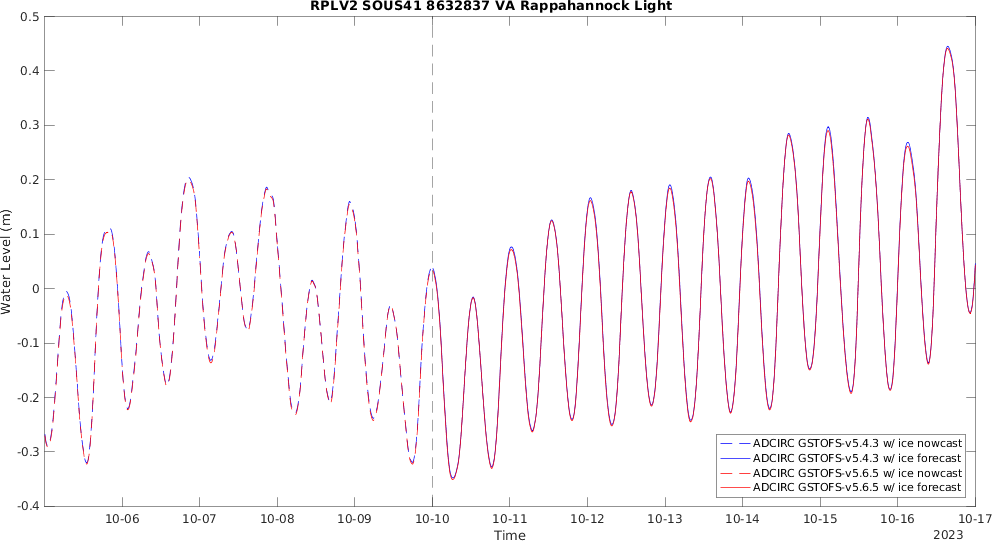 RPLV2 SOUS41 8632837 VA Rappahannock Light
0.5
0.4
0.3
0.2
0.1
0
-0.1
-0.2
-0.3
-0.4
Water Level (m)
ADCIRC GSTOFS-v5.4.3 w/ ice nowcast
ADCIRC GSTOFS-v5.4.3 w/ ice forecast
ADCIRC GSTOFS-v5.6.5 w/ ice nowcast
ADCIRC GSTOFS-v5.6.5 w/ ice forecast
10-06 10-07 10-08 10-09 10-10 10-11 10-12 10-13 10-14 10-15 10-16 10-17
Time
2023